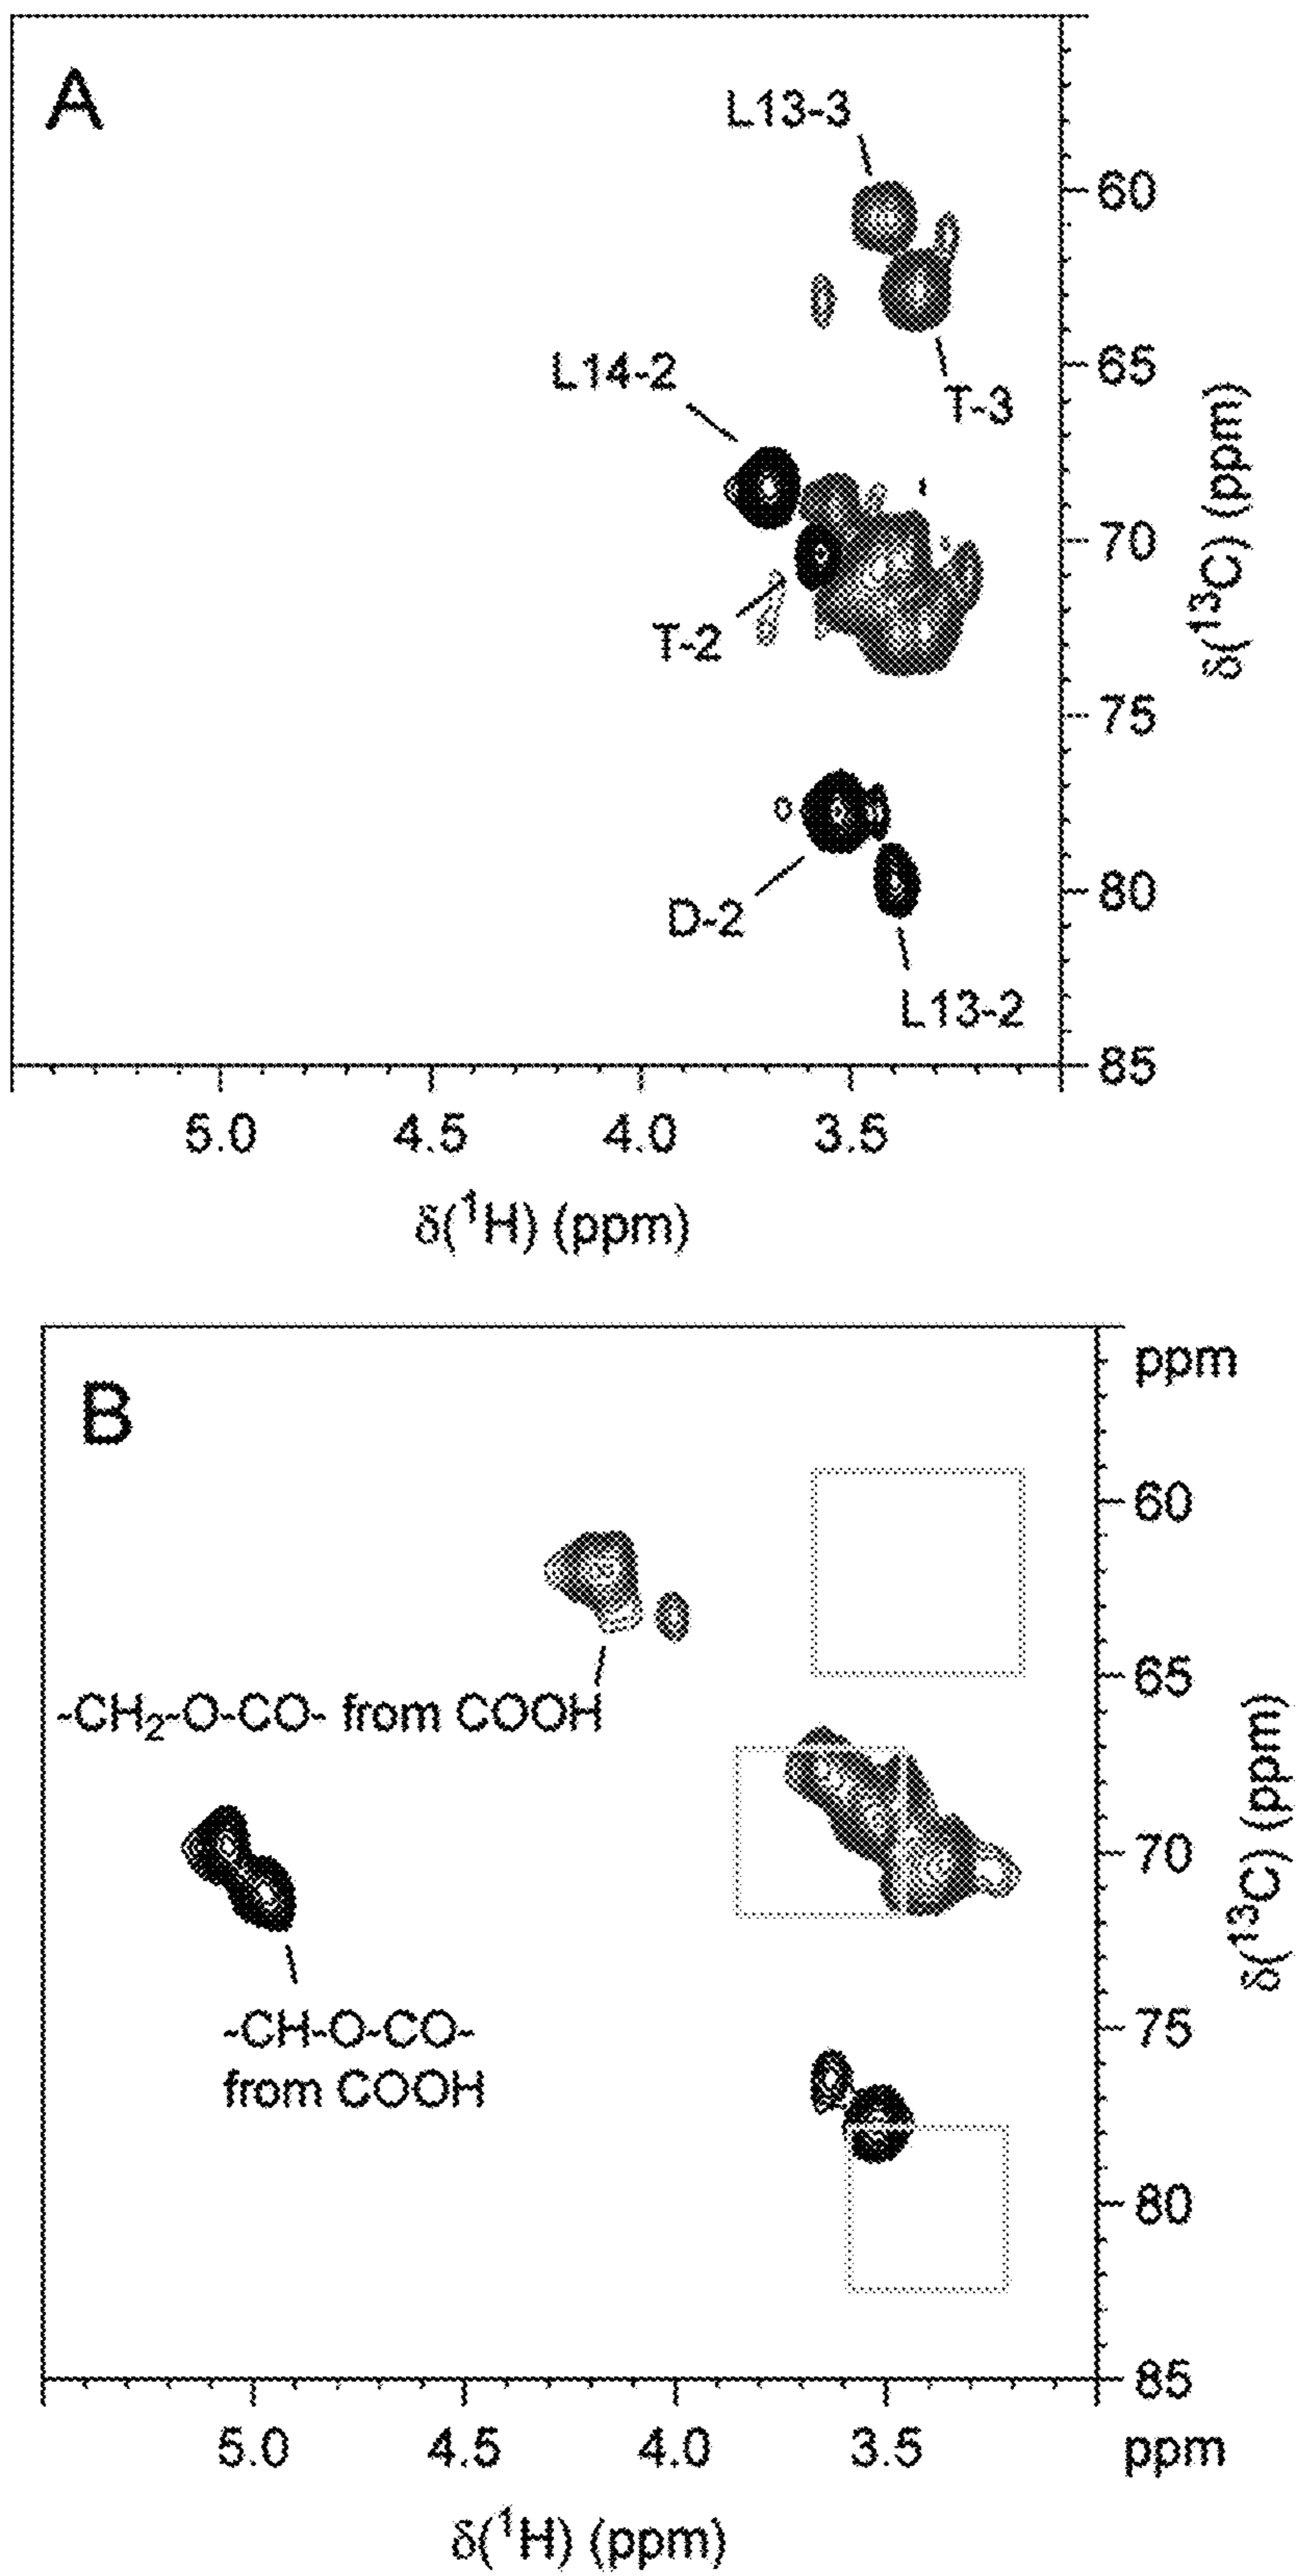 A
L13-3
60
L14-2
65
T-3
70
T-2
75
D-2
80
L13-2
85
δ(¹³C) (ppm)
5.0 4.5 4.0 3.5
δ(¹H) (ppm)
B
ppm
60
65
-CH₂-O-CO- from COOH
70
75
-CH-O-CO-
from COOH
80
85
δ(¹³C) (ppm)
5.0 4.5 4.0 3.5 ppm
δ(¹H) (ppm)